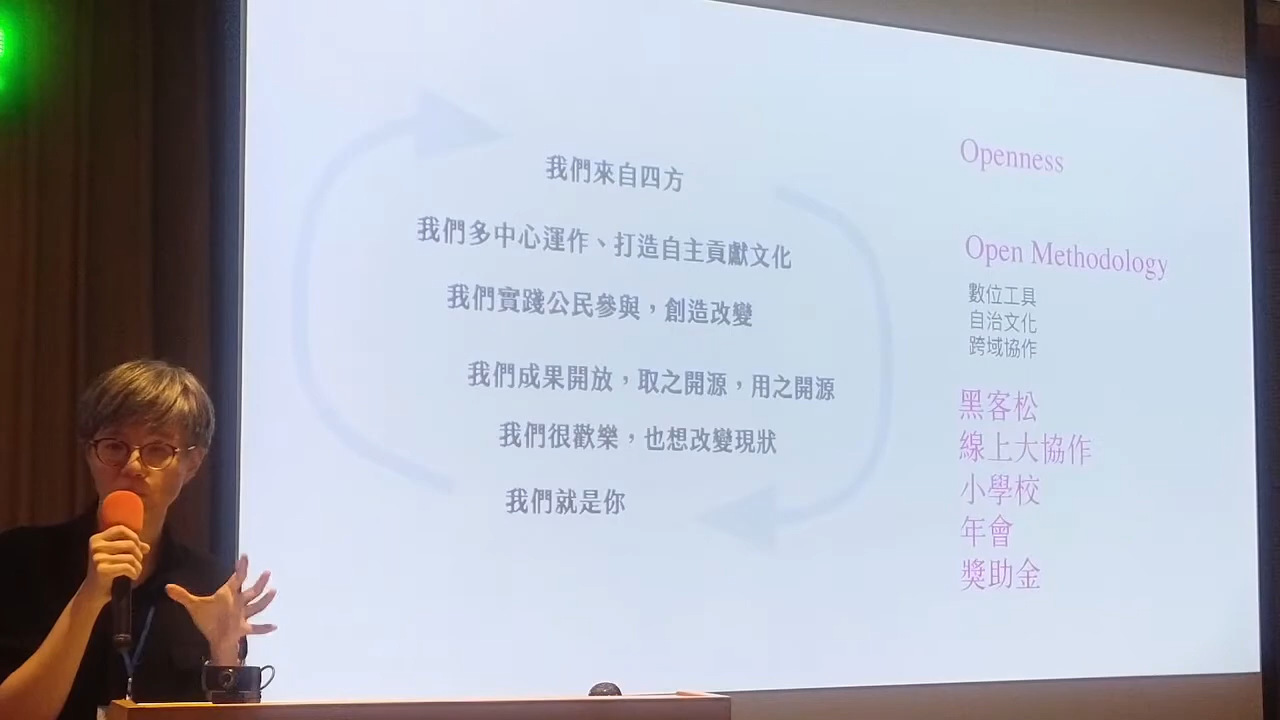 我們來自四方
我們多中心運作、打造自主貢獻文化
我們實踐公民參與，創造改變
我們成果開放，取之開源，用之開源
我們很歡樂，也想改變現狀
我們就是你
Openness
Open Methodology
數位工具
自治文化
跨域協作
黑客松
線上大協作
小學校
年會
獎助金